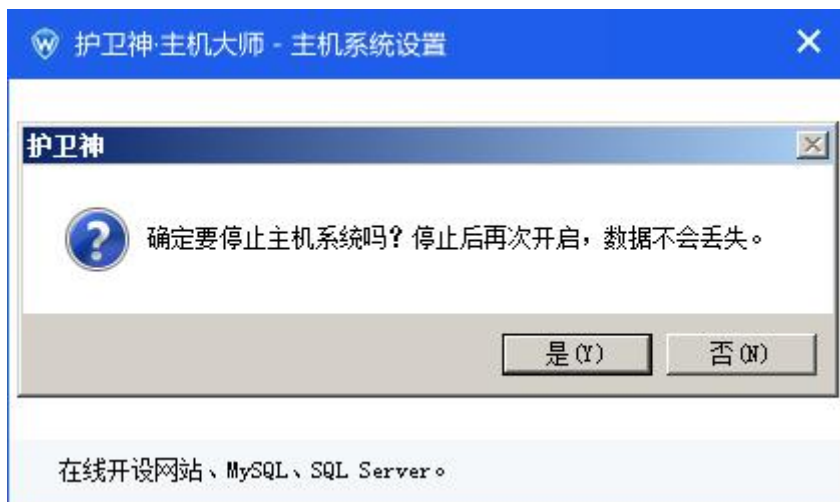 护卫神·主机大师 - 主机系统设置
护卫神
确定要停止主机系统吗？停止后再次开启，数据不会丢失。
是(Y) 否(N)
在线开设网站、MySQL、SQL Server。